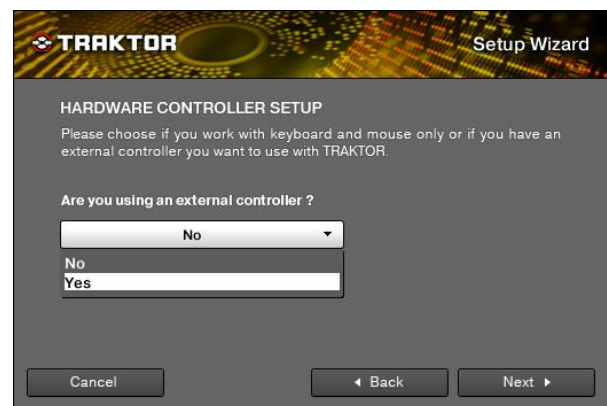 TRAKTOR
Setup Wizard
HARDWARE CONTROLLER SETUP
Please choose if you work with keyboard and mouse only or if you have an
external controller you want to use with TRAKTOR.
Are you using an external controller ?
No
No
Yes
Cancel
Back
Next